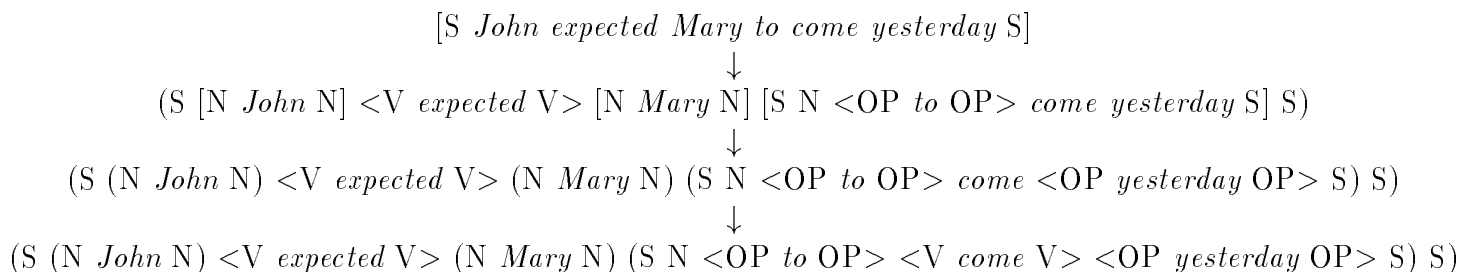 [S John expected Mary to come yesterday S]
↓
(S [N John N] <V expected V> [N Mary N] [S N <OP to OP> come yesterday S] S)
↓
(S (N John N) <V expected V> (N Mary N) (S N <OP to OP> come <OP yesterday OP> S) S)
↓
(S (N John N) <V expected V> (N Mary N) (S N <OP to OP> <V come V> <OP yesterday OP> S) S)